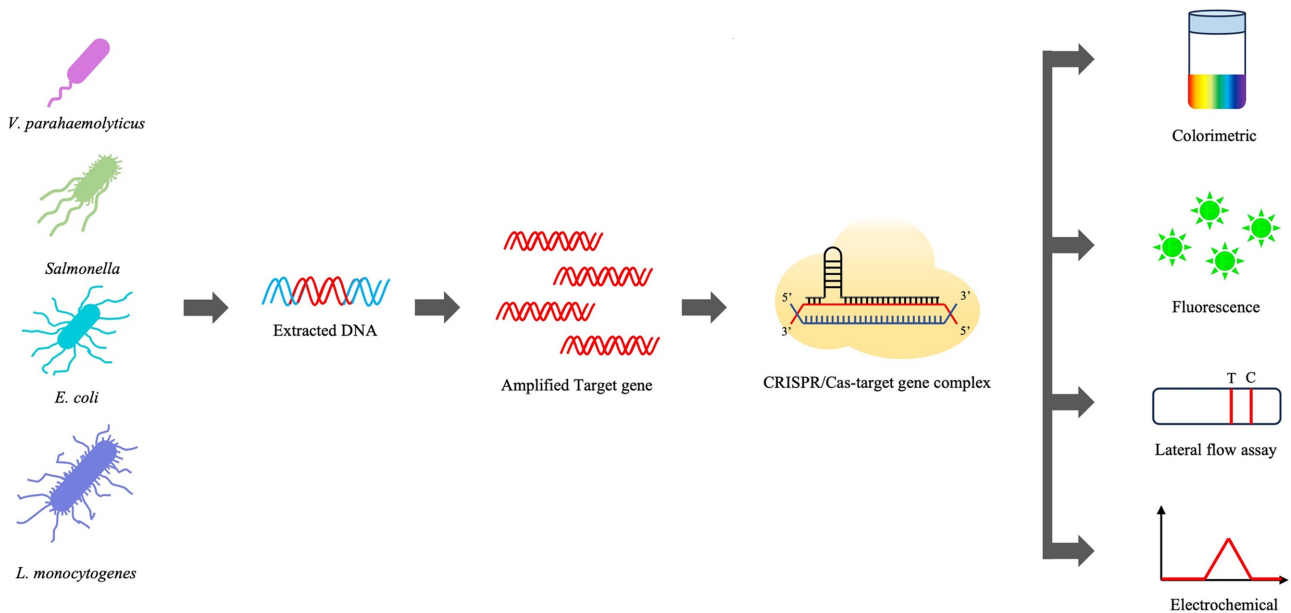 V. parahaemolyticus
Salmonella
E. coli
L. monocytogenes
Extracted DNA
Amplified Target gene
5’ 3’
3’ 5’
CRISPR/Cas-target gene complex
Colorimetric
Fluorescence
T C
Lateral flow assay
Electrochemical